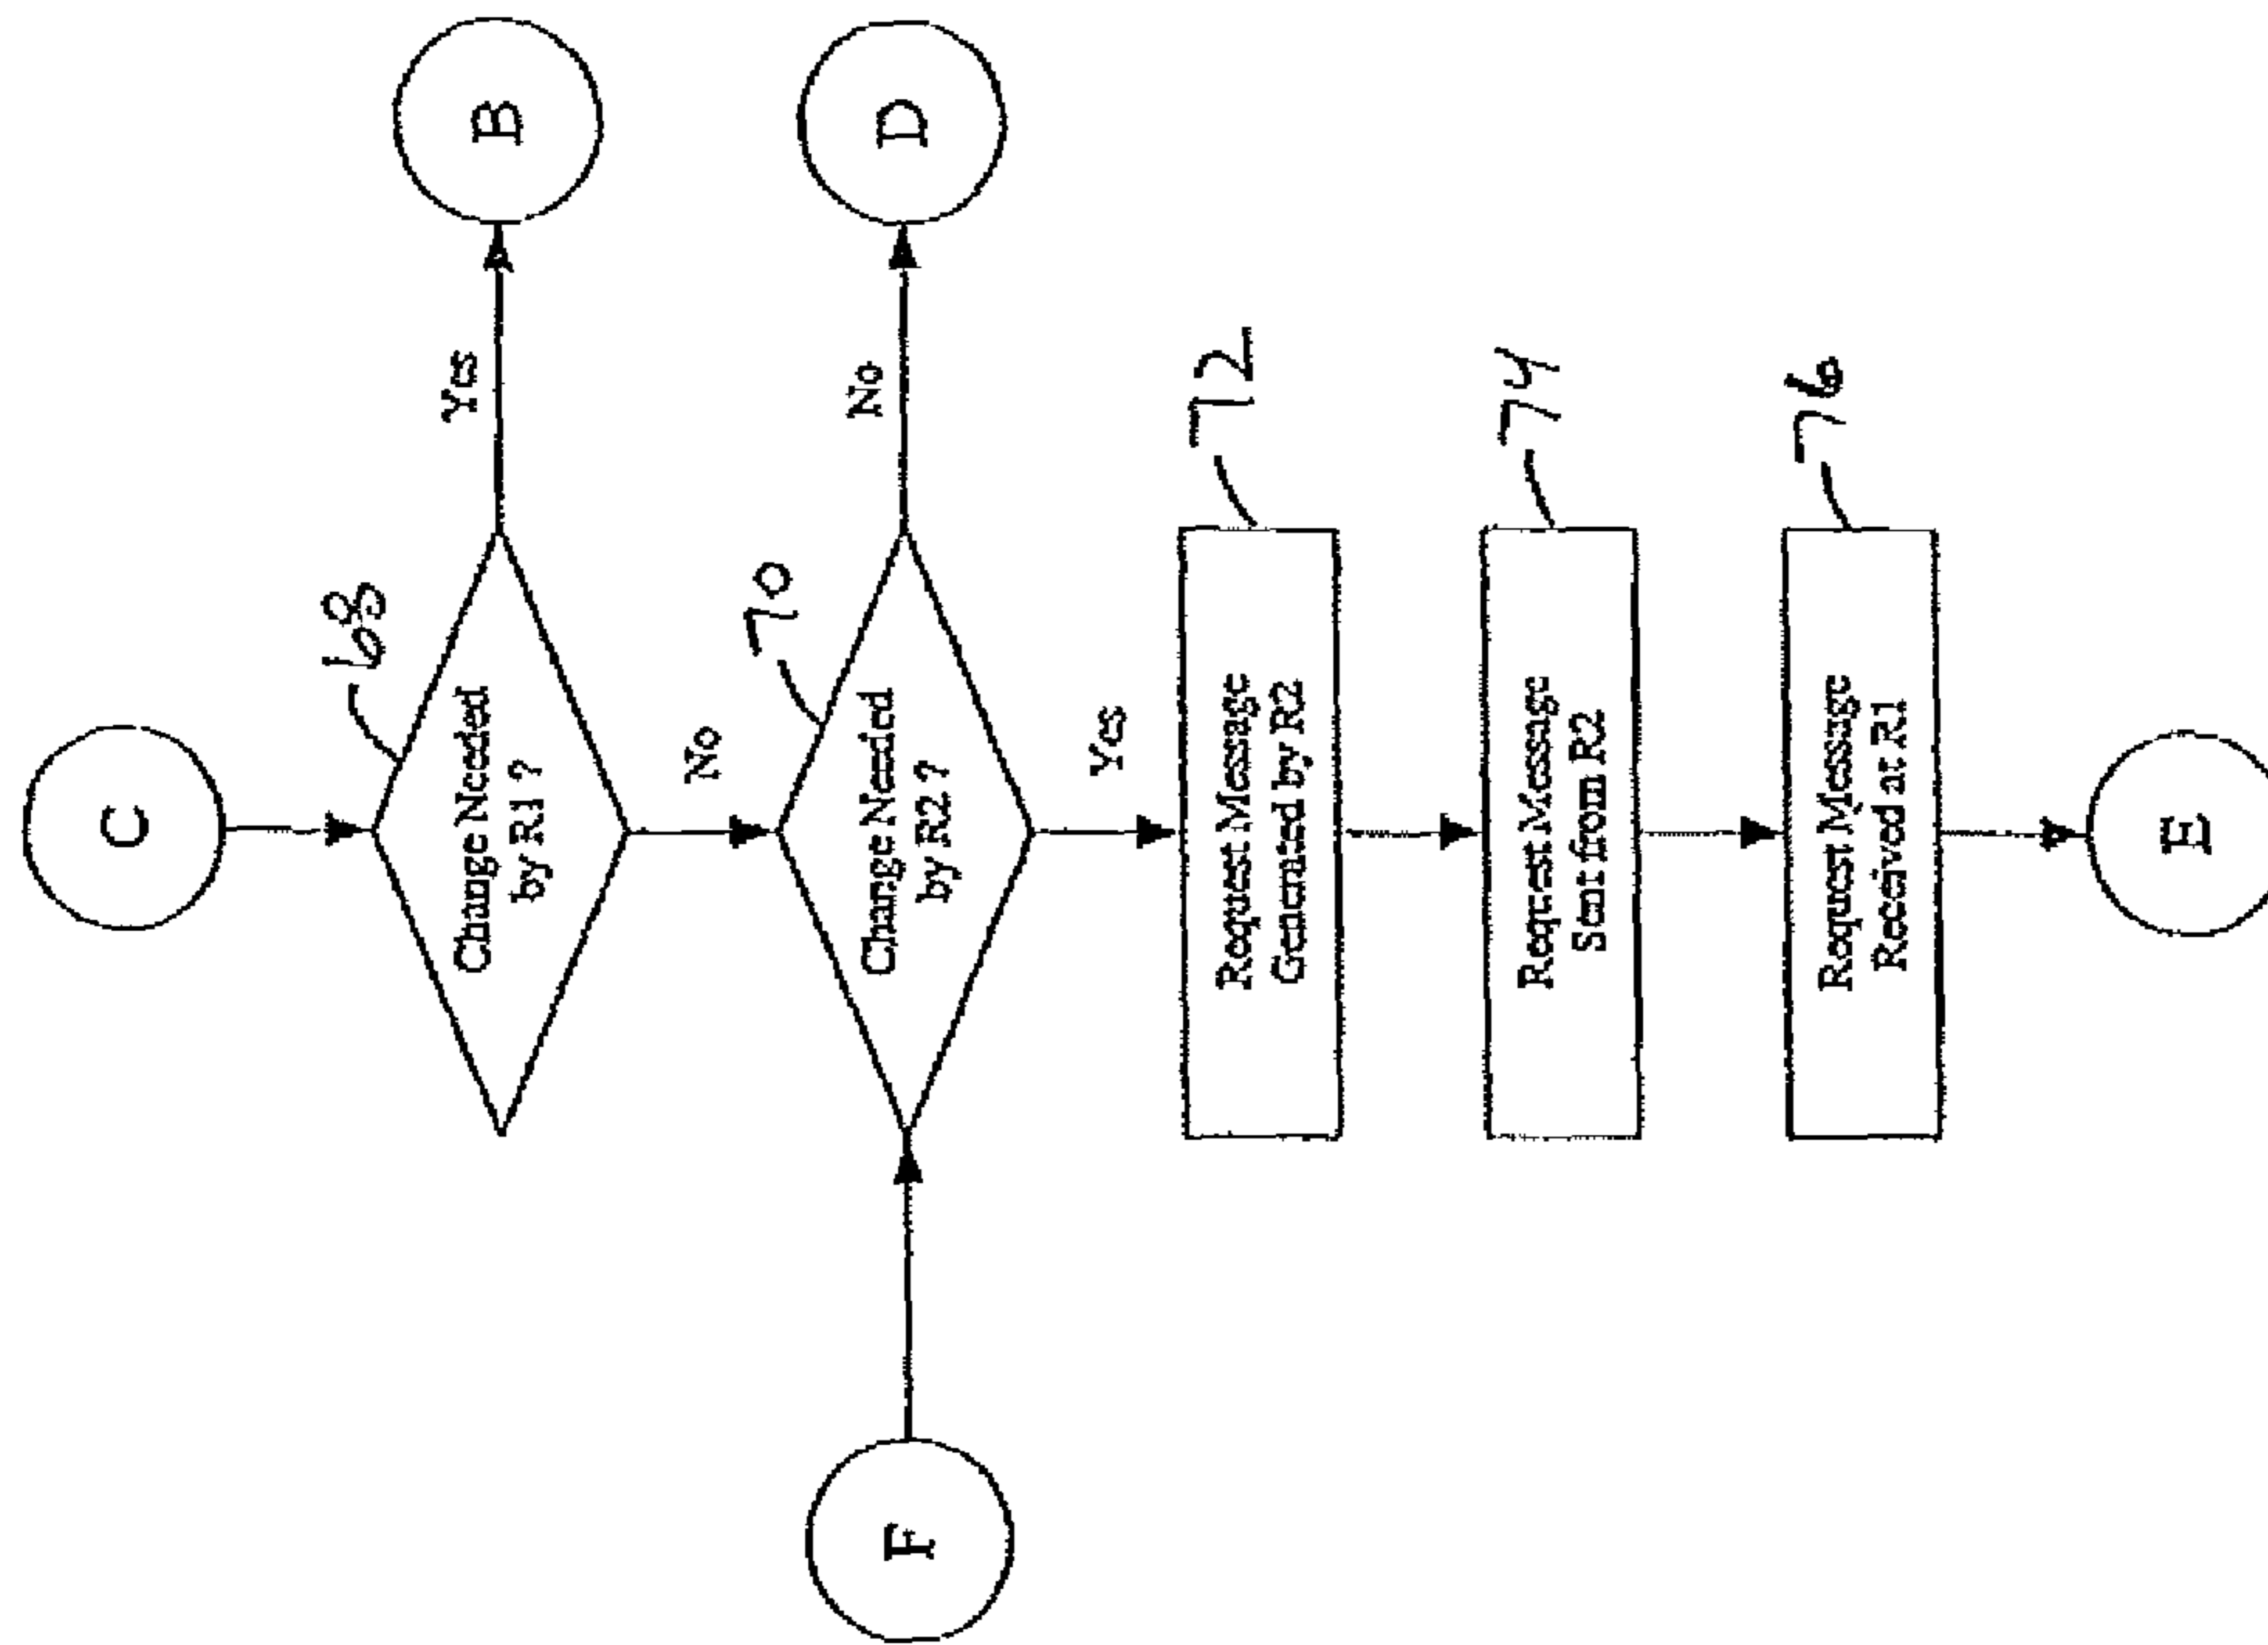 C
68
Change Needed
by R1 ?
Yes
B
No
70
Change Needed
by R2 ?
No
D
F
Yes
Request Message
Generated by R2
72
Request Message
Sent from R2
74
Request Message
Received at R1
76
E